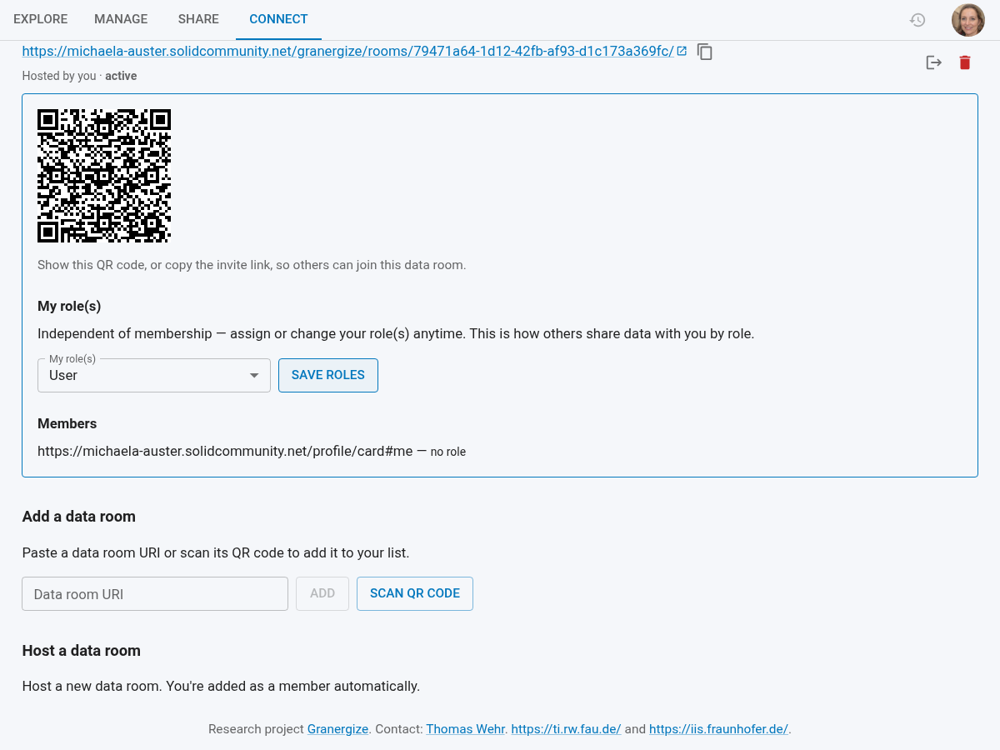 EXPLORE MANAGE SHARE CONNECT
https://michaela-auster.solidcommunity.net/granergize/rooms/79471a64-1d12-42fb-af93-d1c173a369fc/
Hosted by you · active
Show this QR code, or copy the invite link, so others can join this data room.
My role(s)
Independent of membership — assign or change your role(s) anytime. This is how others share data with you by role.
My role(s)
User
SAVE ROLES
Members
https://michaela-auster.solidcommunity.net/profile/card#me — no role
Add a data room
Paste a data room URI or scan its QR code to add it to your list.
Data room URI ADD SCAN QR CODE
Host a data room
Host a new data room. You're added as a member automatically.
Research project Granergize. Contact: Thomas Wehr. https://ti.rw.fau.de/ and https://iis.fraunhofer.de/.